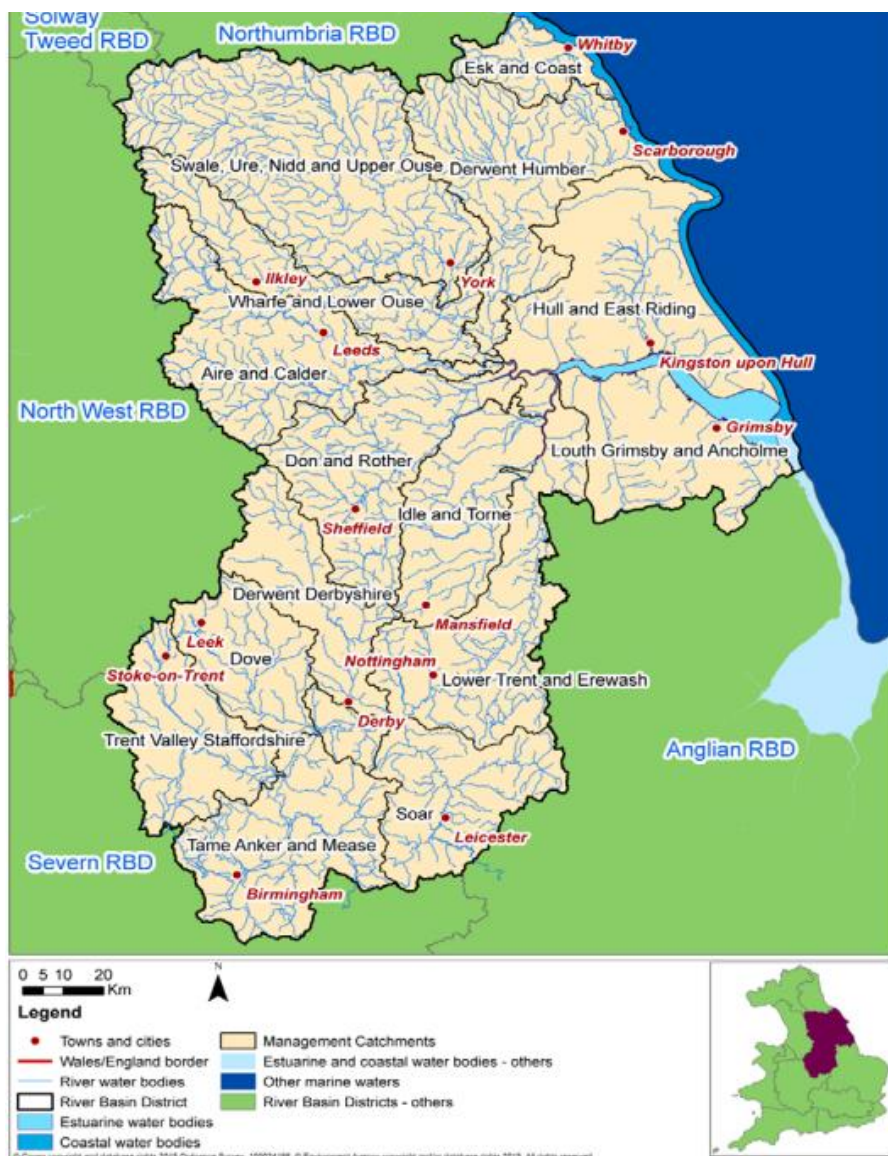 Solway
Tweed RBD
Northumbria RBD
Whitby
Esk and Coast
Scarborough
Swale, Ure, Nidd and Upper Ouse
Derwent Humber
Ilkley
York
Wharfe and Lower Ouse
Hull and East Riding
Leeds
Kingston upon Hull
Aire and Calder
North West RBD
Grimsby
Louth Grimsby and Ancholme
Don and Rother
Idle and Torne
Sheffield
Derwent Derbyshire
Mansfield
Leek
Dove
Nottingham
Stoke-on-Trent
Lower Trent and Erewash
Derby
Trent Valley Staffordshire
Anglian RBD
Soar
Leicester
Tame Anker and Mease
Severn RBD
Birmingham
0 5 10 20
Km
N
Legend
Towns and cities
Wales/England border
River water bodies
River Basin District
Estuarine water bodies
Coastal water bodies
Management Catchments
Estuarine and coastal water bodies - others
Other marine waters
River Basin Districts - others